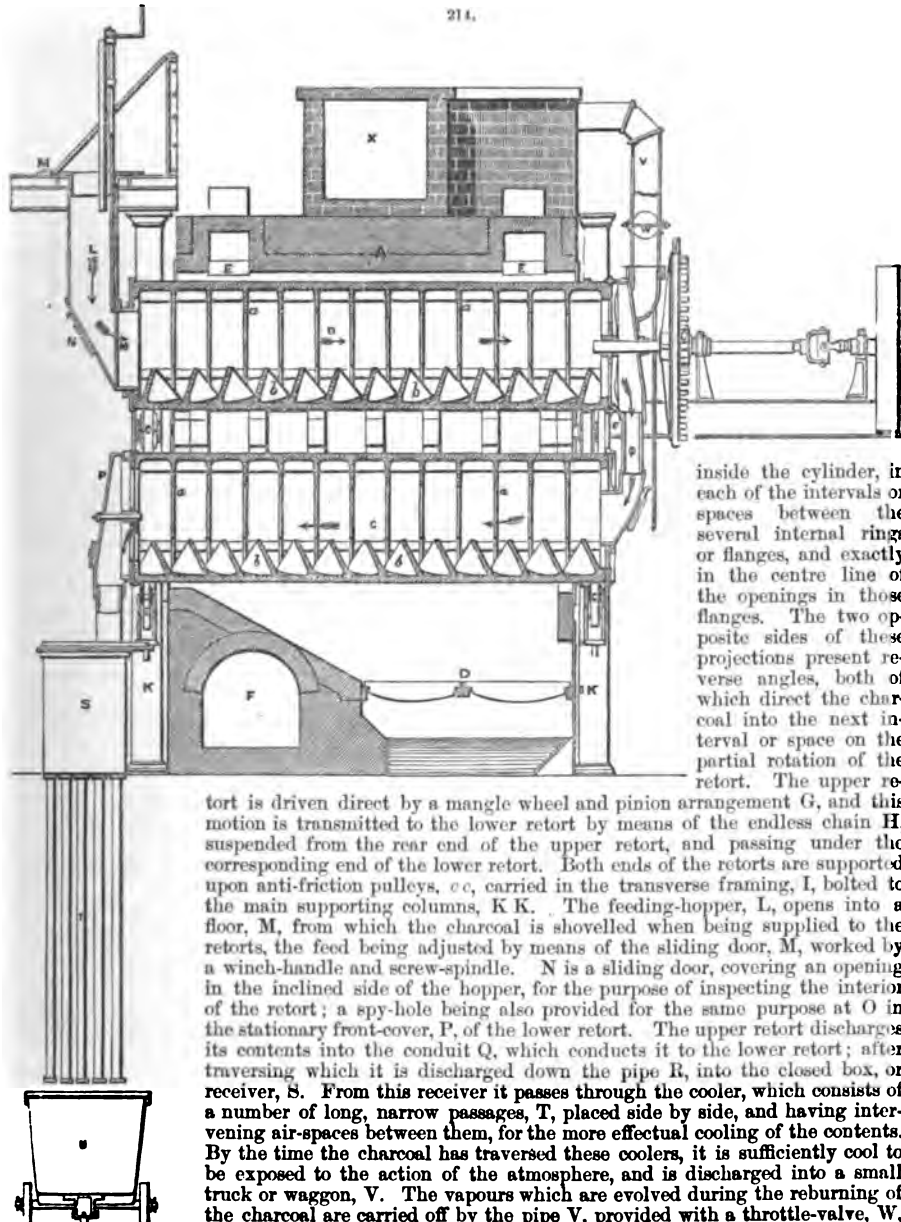 214.
X
V
M
W
A
L
E
E
a
a
B
N
b
b
e
e
Q
P
a
a
C
b
b
D
F
K
K
S
T
U
inside the cylinder, in
each of the intervals or
spaces between the
several internal rings
or flanges, and exactly
in the centre line of
the openings in those
flanges. The two op-
posite sides of these
projections present re-
verse angles, both of
which direct the char-
coal into the next in-
terval or space on the
partial rotation of the
retort. The upper re-
tort is driven direct by a mangle wheel and pinion arrangement G, and this
motion is transmitted to the lower retort by means of the endless chain H,
suspended from the rear end of the upper retort, and passing under the
corresponding end of the lower retort. Both ends of the retorts are supported
upon anti-friction pulleys, cc, carried in the transverse framing, I, bolted to
the main supporting columns, K K. The feeding-hopper, L, opens into a
floor, M, from which the charcoal is shovelled when being supplied to the
retorts, the feed being adjusted by means of the sliding door, M, worked by
a winch-handle and screw-spindle. N is a sliding door, covering an opening
in the inclined side of the hopper, for the purpose of inspecting the interior
of the retort; a spy-hole being also provided for the same purpose at O in
the stationary front-cover, P, of the lower retort. The upper retort discharges
its contents into the conduit Q, which conducts it to the lower retort; after
traversing which it is discharged down the pipe R, into the closed box, or
receiver, S. From this receiver it passes through the cooler, which consists of
a number of long, narrow passages, T, placed side by side, and having inter-
vening air-spaces between them, for the more effectual cooling of the contents.
By the time the charcoal has traversed these coolers, it is sufficiently cool to
be exposed to the action of the atmosphere, and is discharged into a small
truck or waggon, V. The vapours which are evolved during the reburning of
the charcoal are carried off by the pipe V, provided with a throttle-valve, W,